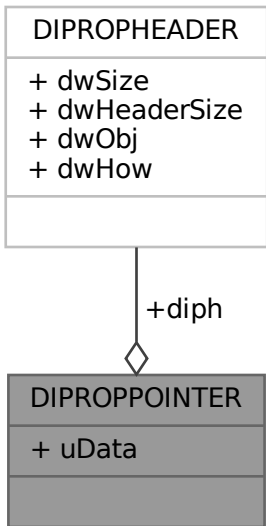 DIPROPHEADER
+ dwSize
+ dwHeaderSize
+ dwObj
+ dwHow
+diph
DIPROPPOINTER
+ uData